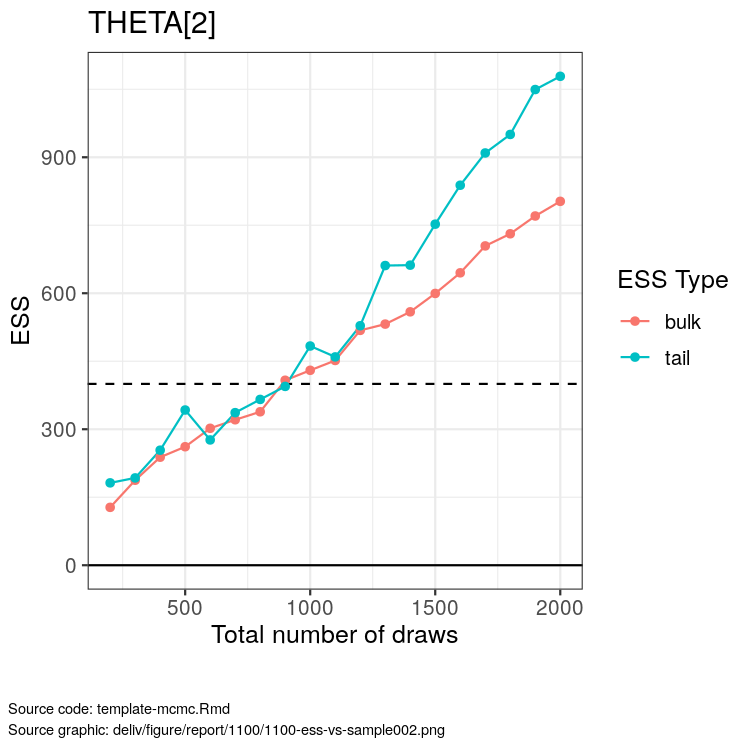 THETA[2]
900
600
300
0
ESS
500 1000 1500 2000
Total number of draws
ESS Type
bulk
tail
Source code: template-mcmc.Rmd
Source graphic: deliv/figure/report/1100/1100-ess-vs-sample002.png